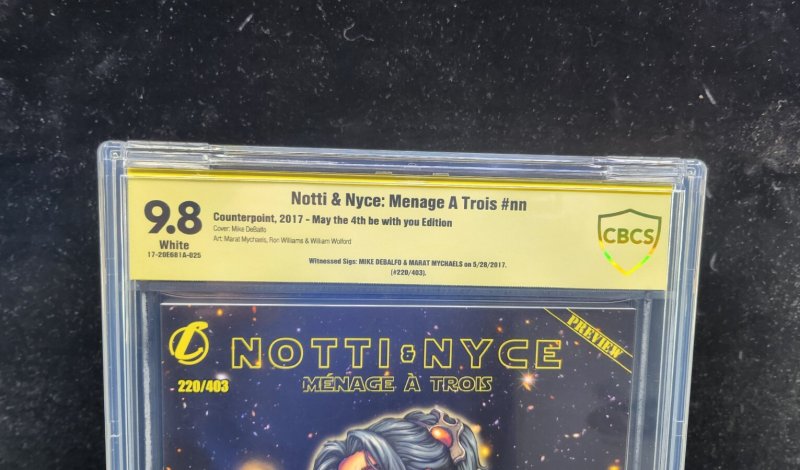 Notti & Nyce: Menage A Trois #nn
9.8
White
17-20E681A-025
Counterpoint, 2017 - May the 4th be with you Edition
Cover: Mike DeBalfo
Art: Marat Mychaels, Ron Williams & William Wolford
Witnessed Sigs: MIKE DEBALFO & MARAT MYCHAELS on 5/28/2017.
(#220/403).
CBCS
PREVIEW
NOTTI & NYCE
220/403
MÉNAGE À TROIS